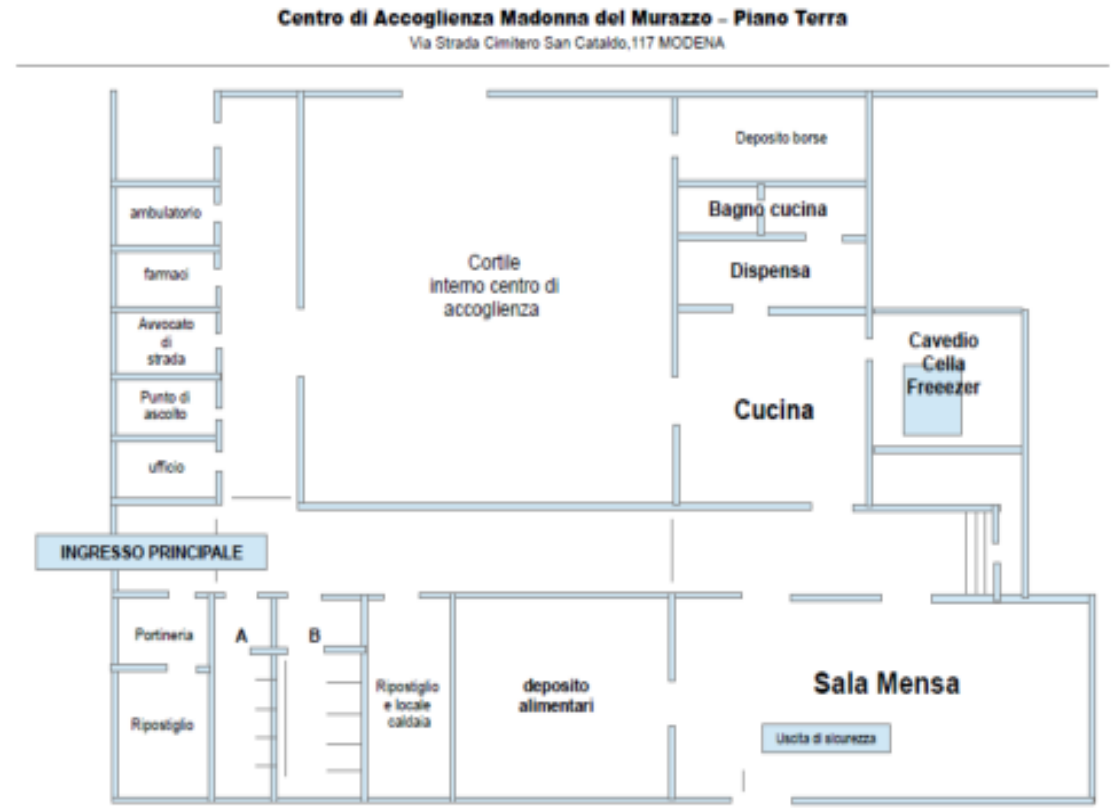 Centro di Accoglienza Madonna del Murazzo – Piano Terra
Via Strada Cimitero San Cataldo,117 MODENA
Deposito borse
ambulatorio
Bagno cucina
farmaci
Cortile
interno centro di
accoglienza
Dispensa
Avvocato
di
strada
Cavedio
Cella
Freeezer
Punto di
ascolto
Cucina
ufficio
INGRESSO PRINCIPALE
Portineria
A
B
Ripostiglio
e locale
caldaia
deposito
alimentari
Sala Mensa
Ripostiglio
Uscita di sicurezza